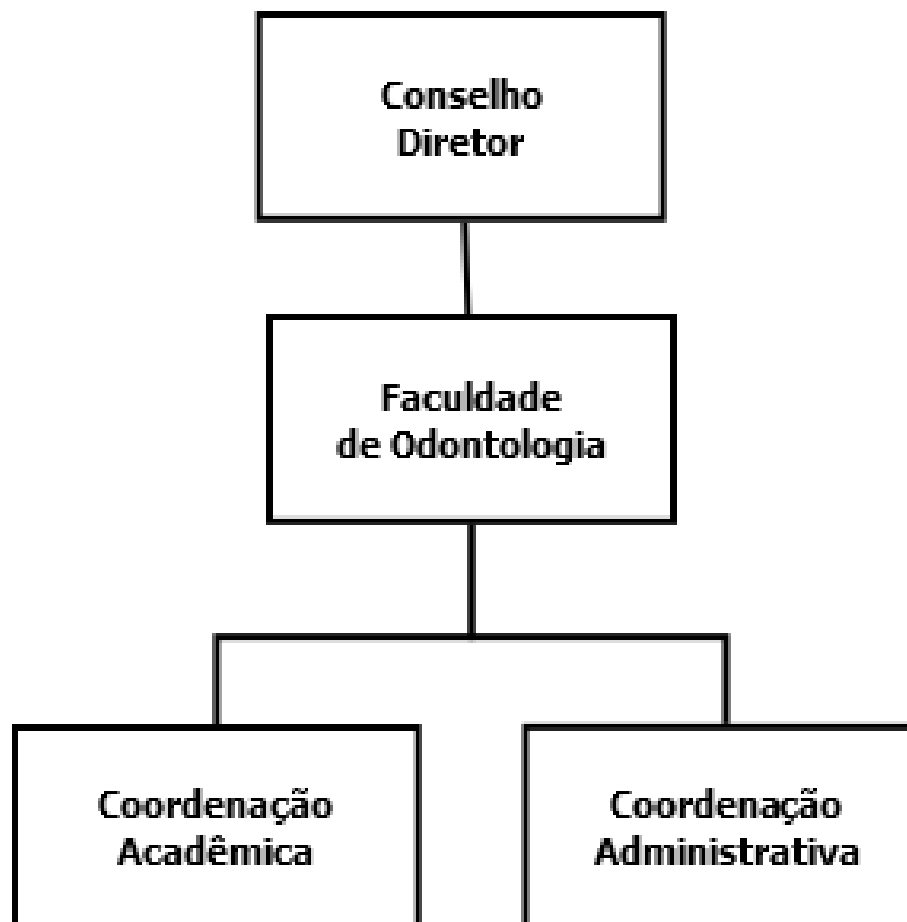 Conselho
Diretor
Faculdade
de Odontologia
Coordenação
Acadêmica
Coordenação
Administrativa